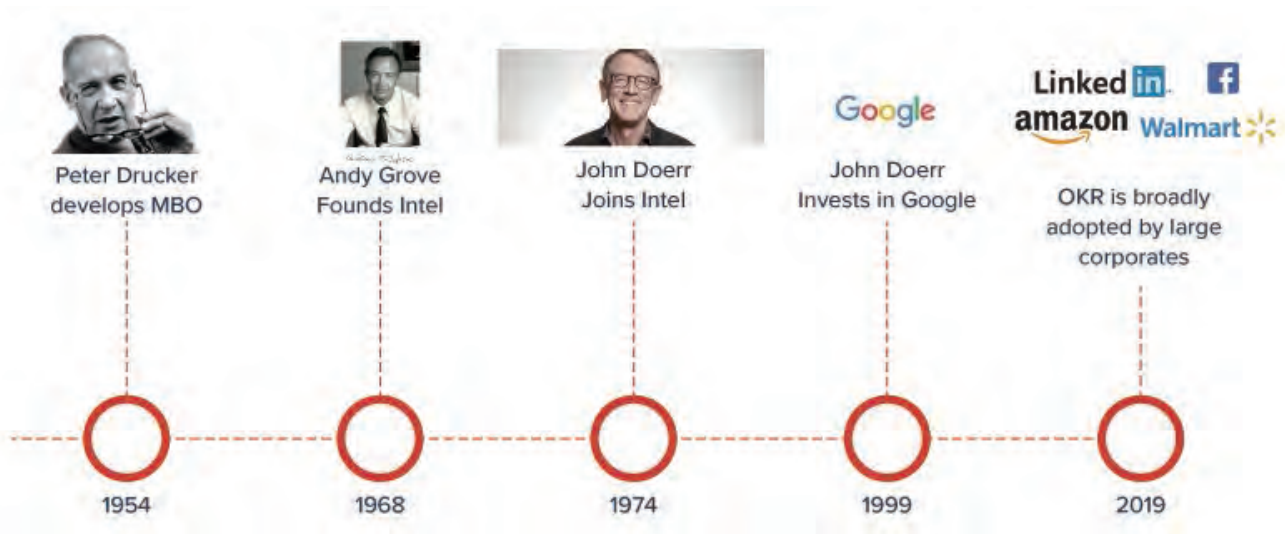 Peter Drucker
develops MBO
Andy Grove
Founds Intel
John Doerr
Joins Intel
Google
John Doerr
Invests in Google
Linked in
f
amazon
Walmart
OKR is broadly
adopted by large
corporates
1954
1968
1974
1999
2019